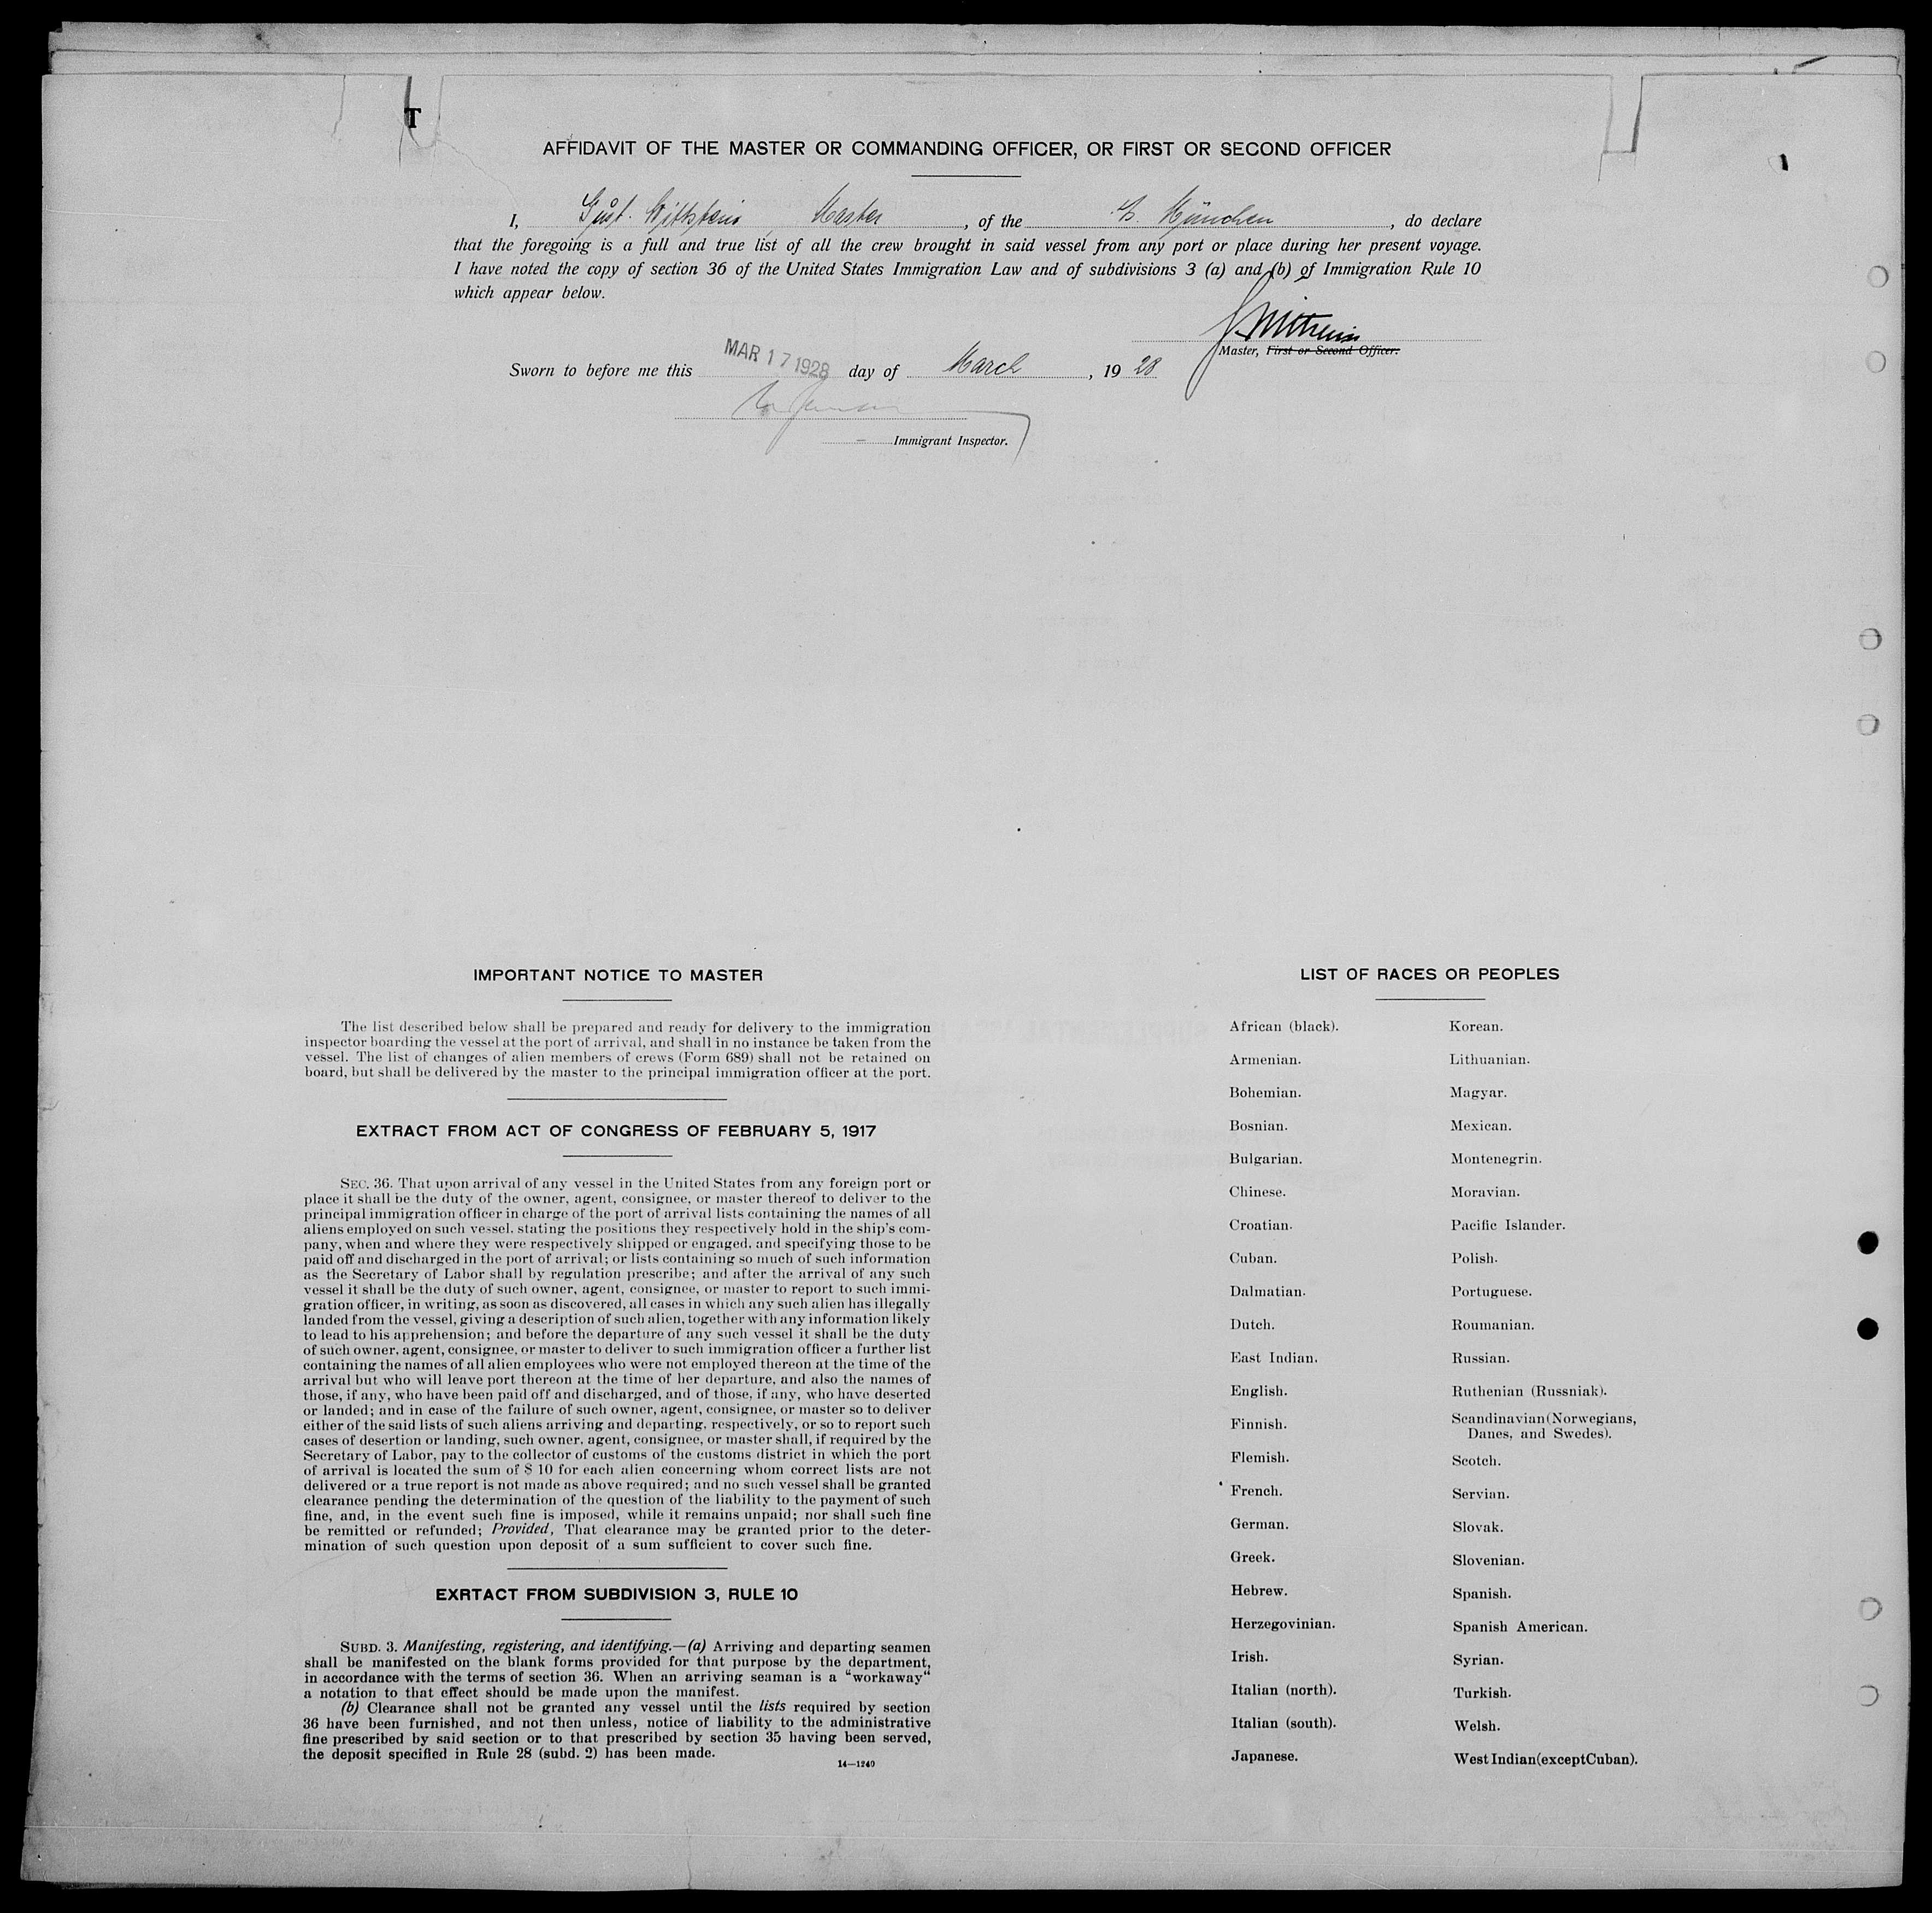 T
AFFIDAVIT OF THE MASTER OR COMMANDING OFFICER, OR FIRST OR SECOND OFFICER
I, Gust. Wittstein, Master, of the D. München, do declare
that the foregoing is a full and true list of all the crew brought in said vessel from any port or place during her present voyage.
I have noted the copy of section 36 of the United States Immigration Law and of subdivisions 3 (a) and (b) of Immigration Rule 10
which appear below.
Master, First or Second Officer.
Sworn to before me this MAR 17 1928 day of March, 19 28
Immigrant Inspector.
IMPORTANT NOTICE TO MASTER
The list described below shall be prepared and ready for delivery to the immigration
inspector boarding the vessel at the port of arrival, and shall in no instance be taken from the
vessel. The list of changes of alien members of crews (Form 689) shall not be retained on
board, but shall be delivered by the master to the principal immigration officer at the port.
EXTRACT FROM ACT OF CONGRESS OF FEBRUARY 5, 1917
SEC. 36. That upon arrival of any vessel in the United States from any foreign port or
place it shall be the duty of the owner, agent, consignee, or master thereof to deliver to the
principal immigration officer in charge of the port of arrival lists containing the names of all
aliens employed on such vessel, stating the positions they respectively hold in the ship's com-
pany, when and where they were respectively shipped or engaged, and specifying those to be
paid off and discharged in the port of arrival; or lists containing so much of such information
as the Secretary of Labor shall by regulation prescribe; and after the arrival of any such
vessel it shall be the duty of such owner, agent, consignee, or master to report to such immi-
gration officer, in writing, as soon as discovered, all cases in which any such alien has illegally
landed from the vessel, giving a description of such alien, together with any information likely
to lead to his apprehension; and before the departure of any such vessel it shall be the duty
of such owner, agent, consignee, or master to deliver to such immigration officer a further list
containing the names of all alien employees who were not employed thereon at the time of the
arrival but who will leave port thereon at the time of her departure, and also the names of
those, if any, who have been paid off and discharged, and of those, if any, who have deserted
or landed; and in case of the failure of such owner, agent, consignee, or master so to deliver
either of the said lists of such aliens arriving and departing, respectively, or so to report such
cases of desertion or landing, such owner, agent, consignee, or master shall, if required by the
Secretary of Labor, pay to the collector of customs of the customs district in which the port
of arrival is located the sum of $ 10 for each alien concerning whom correct lists are not
delivered or a true report is not made as above required; and no such vessel shall be granted
clearance pending the determination of the question of the liability to the payment of such
fine, and, in the event such fine is imposed, while it remains unpaid; nor shall such fine
be remitted or refunded; Provided, That clearance may be granted prior to the deter-
mination of such question upon deposit of a sum sufficient to cover such fine.
EXRTACT FROM SUBDIVISION 3, RULE 10
SUBD. 3. Manifesting, registering, and identifying.—(a) Arriving and departing seamen
shall be manifested on the blank forms provided for that purpose by the department,
in accordance with the terms of section 36. When an arriving seaman is a “workaway“
a notation to that effect should be made upon the manifest.
(b) Clearance shall not be granted any vessel until the lists required by section
36 have been furnished, and not then unless, notice of liability to the administrative
fine prescribed by said section or to that prescribed by section 35 having been served,
the deposit specified in Rule 28 (subd. 2) has been made.
14—1240
LIST OF RACES OR PEOPLES
African (black).
Armenian.
Bohemian.
Bosnian.
Bulgarian.
Chinese.
Croatian.
Cuban.
Dalmatian.
Dutch.
East Indian.
English.
Finnish.
Flemish.
French.
German.
Greek.
Hebrew.
Herzegovinian.
Irish.
Italian (north).
Italian (south).
Japanese.
Korean.
Lithuanian.
Magyar.
Mexican.
Montenegrin.
Moravian.
Pacific Islander.
Polish.
Portuguese.
Roumanian.
Russian.
Ruthenian (Russniak).
Scandinavian(Norwegians,
Danes, and Swedes).
Scotch.
Servian.
Slovak.
Slovenian.
Spanish.
Spanish American.
Syrian.
Turkish.
Welsh.
West Indian(exceptCuban).